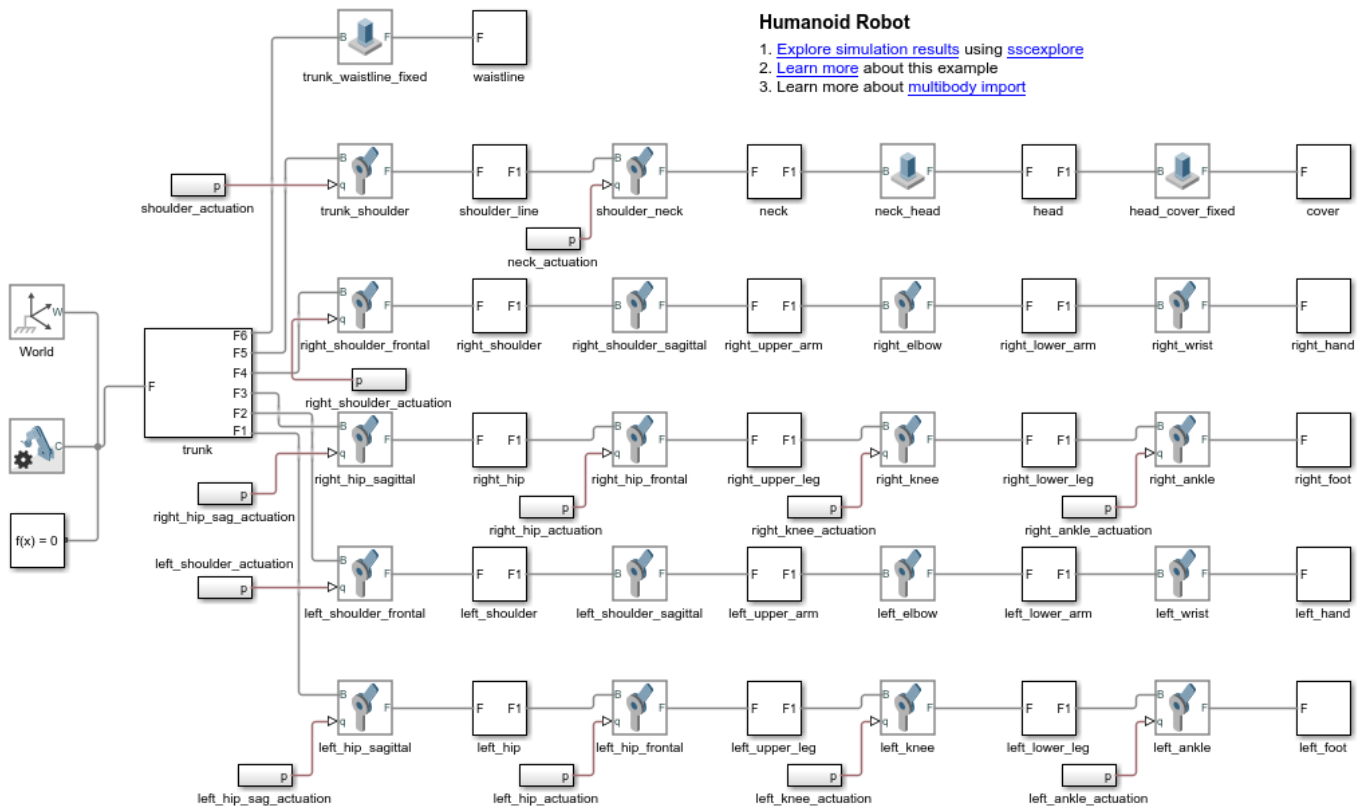 Humanoid Robot
1. Explore simulation results using sscexplore
2. Learn more about this example
3. Learn more about multibody import
B F F
trunk_waistline_fixed waistline
B F F F1 B F F F1 B F F F1 B F F
p q q
shoulder_actuation trunk_shoulder shoulder_line shoulder_neck neck neck_head head head_cover_fixed cover
p
neck_actuation
W
World
B F F F1 B F F F1 B F F F1 B F F
q
right_shoulder_frontal right_shoulder right_shoulder_sagittal right_upper_arm right_elbow right_lower_arm right_wrist right_hand
F F6
F5
F4
F3
F2
F1
trunk
p
right_shoulder_actuation
C
B F F F1 B F F F1 B F F F1 B F F
q q q q
right_hip_sagittal right_hip right_hip_frontal right_upper_leg right_knee right_lower_leg right_ankle right_foot
p p p p
right_hip_sag_actuation right_hip_actuation right_knee_actuation right_ankle_actuation
f(x) = 0
left_shoulder_actuation
B F F F1 B F F F1 B F F F1 B F F
p q
left_shoulder_frontal left_shoulder left_shoulder_sagittal left_upper_arm left_elbow left_lower_arm left_wrist left_hand
B F F F1 B F F F1 B F F F1 B F F
q q q q
left_hip_sagittal left_hip left_hip_frontal left_upper_leg left_knee left_lower_leg left_ankle left_foot
p p p p
left_hip_sag_actuation left_hip_actuation left_knee_actuation left_ankle_actuation